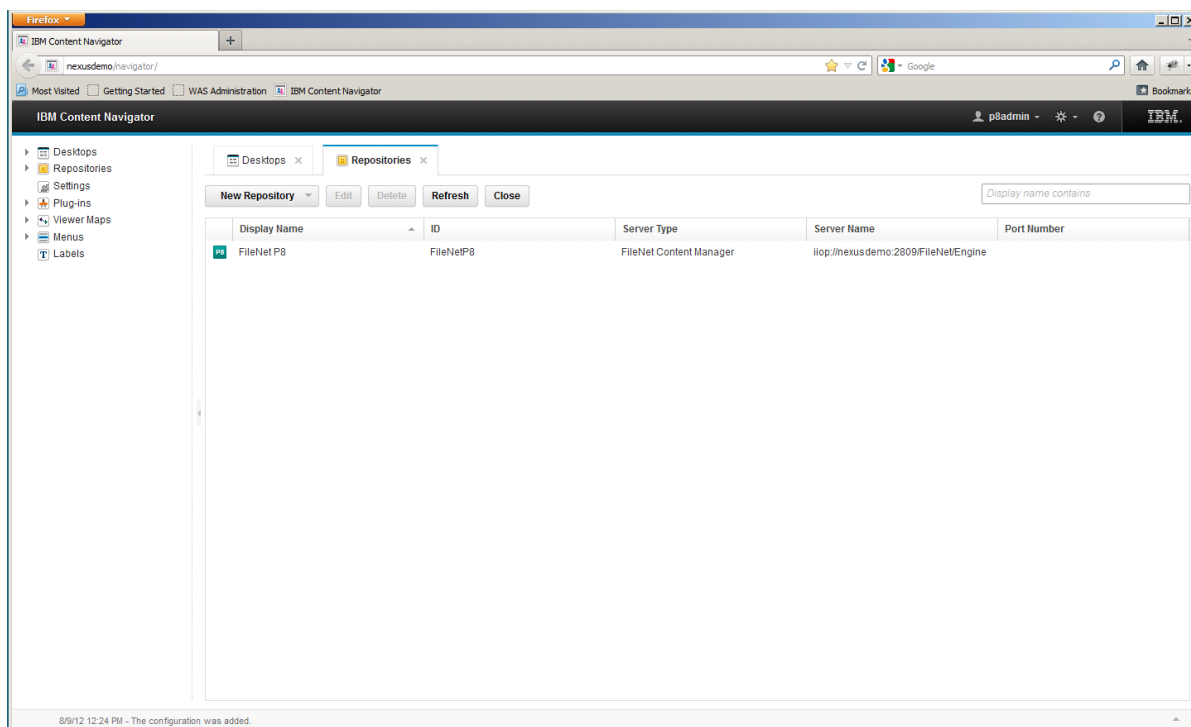 Firefox
IBM Content Navigator
nexusdemo/navigator/
Google
Most Visited Getting Started WAS Administration IBM Content Navigator
Bookmark
IBM Content Navigator
p8admin
IBM.
Desktops
Repositories
Settings
Plug-ins
Viewer Maps
Menus
Labels
Desktops
Repositories
New Repository Edit Delete Refresh Close
Display name contains
Display Name ID Server Type Server Name Port Number
P8 FileNet P8 FileNetP8 FileNet Content Manager iiop://nexusdemo:2809/FileNet/Engine
8/9/12 12:24 PM - The configuration was added.